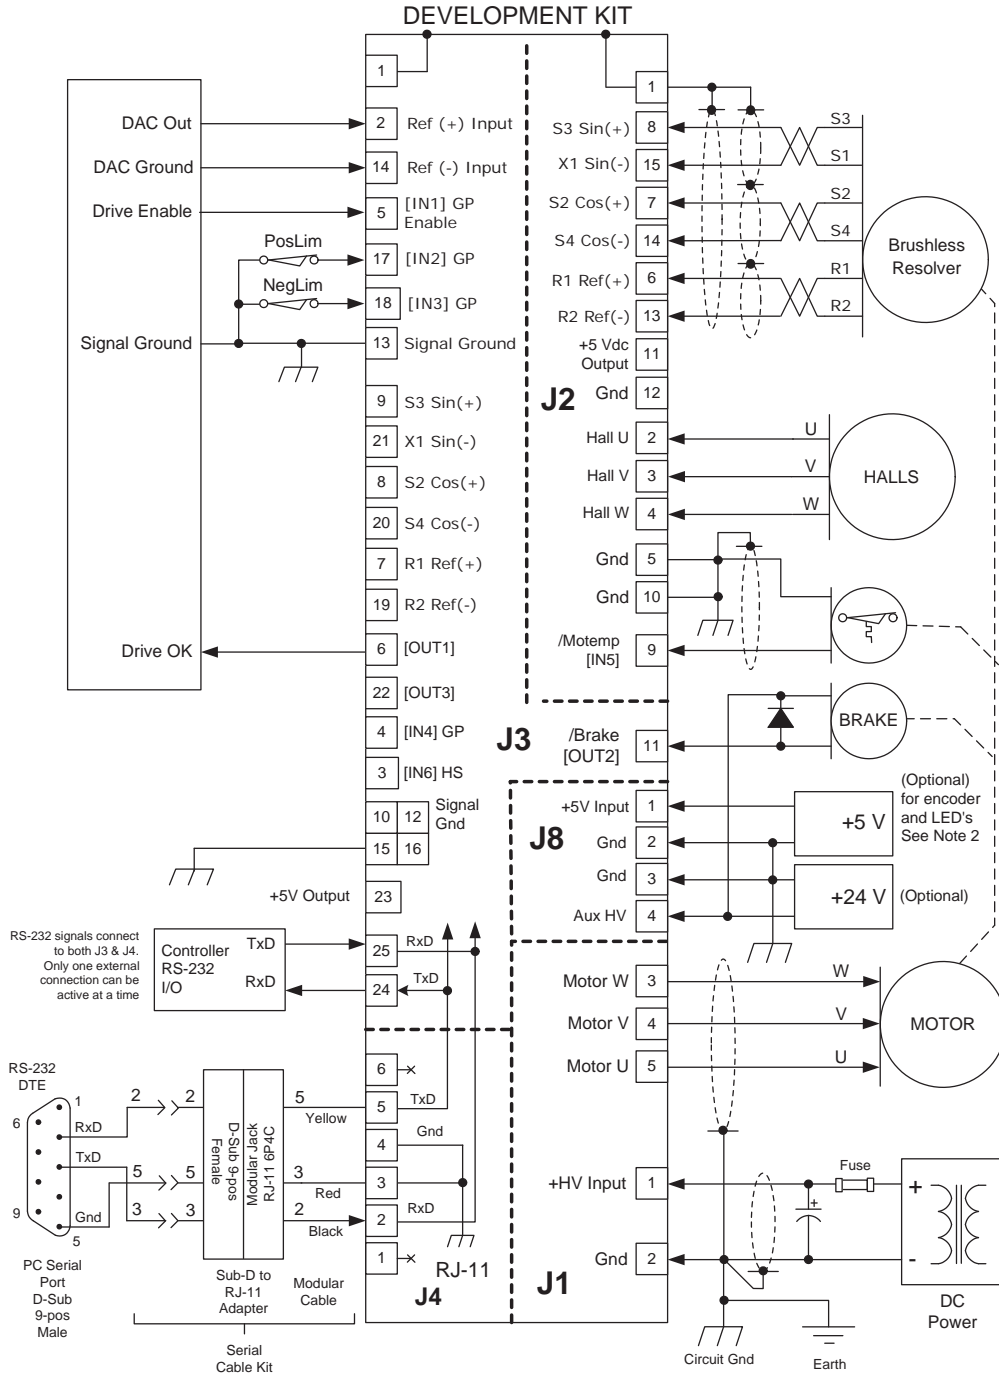 DEVELOPMENT KIT
DAC Out
DAC Ground
Drive Enable
PosLim
NegLim
Signal Ground
Drive OK
1
2 Ref (+) Input
14 Ref (-) Input
5 [IN1] GP
Enable
17 [IN2] GP
18 [IN3] GP
13 Signal Ground
9 S3 Sin(+)
21 X1 Sin(-)
8 S2 Cos(+)
20 S4 Cos(-)
7 R1 Ref(+)
19 R2 Ref(-)
6 [OUT1]
22 [OUT3]
4 [IN4] GP
3 [IN6] HS
10 12 Signal
Gnd
15 16
+5V Output 23
J3
RS-232 signals connect
to both J3 & J4.
Only one external
connection can be
active at a time
Controller
RS-232
I/O
TxD
RxD
25 RxD
24 TxD
J2
1
S3 Sin(+) 8 S3
X1 Sin(-) 15 S1
S2 Cos(+) 7 S2
S4 Cos(-) 14 S4
R1 Ref(+) 6 R1
R2 Ref(-) 13 R2
Brushless
Resolver
+5 Vdc
Output 11
Gnd 12
Hall U 2 U
Hall V 3 V
Hall W 4 W
HALLS
Gnd 5
Gnd 10
/Motemp
[IN5] 9
BRAKE
/Brake
[OUT2] 11
J8
+5V Input 1
Gnd 2
Gnd 3
Aux HV 4
+5 V
(Optional)
for encoder
and LED's
See Note 2
+24 V
(Optional)
Motor W 3 W
Motor V 4 V
Motor U 5 U
MOTOR
+HV Input 1
Gnd 2
J1
Fuse
+
+
-
DC
Power
Circuit Gnd
Earth
RS-232
DTE
1
6
RxD
TxD
9
Gnd
5
PC Serial
Port
D-Sub
9-pos
Male
2 2
5 5
3 3
D-Sub 9-pos
Female
Modular Jack
RJ-11 6P4C
5
Yellow
3
Red
2
Black
6
5 TxD
4 Gnd
3
2 RxD
1
RJ-11
J4
Sub-D to
RJ-11
Adapter
Modular
Cable
Serial
Cable Kit